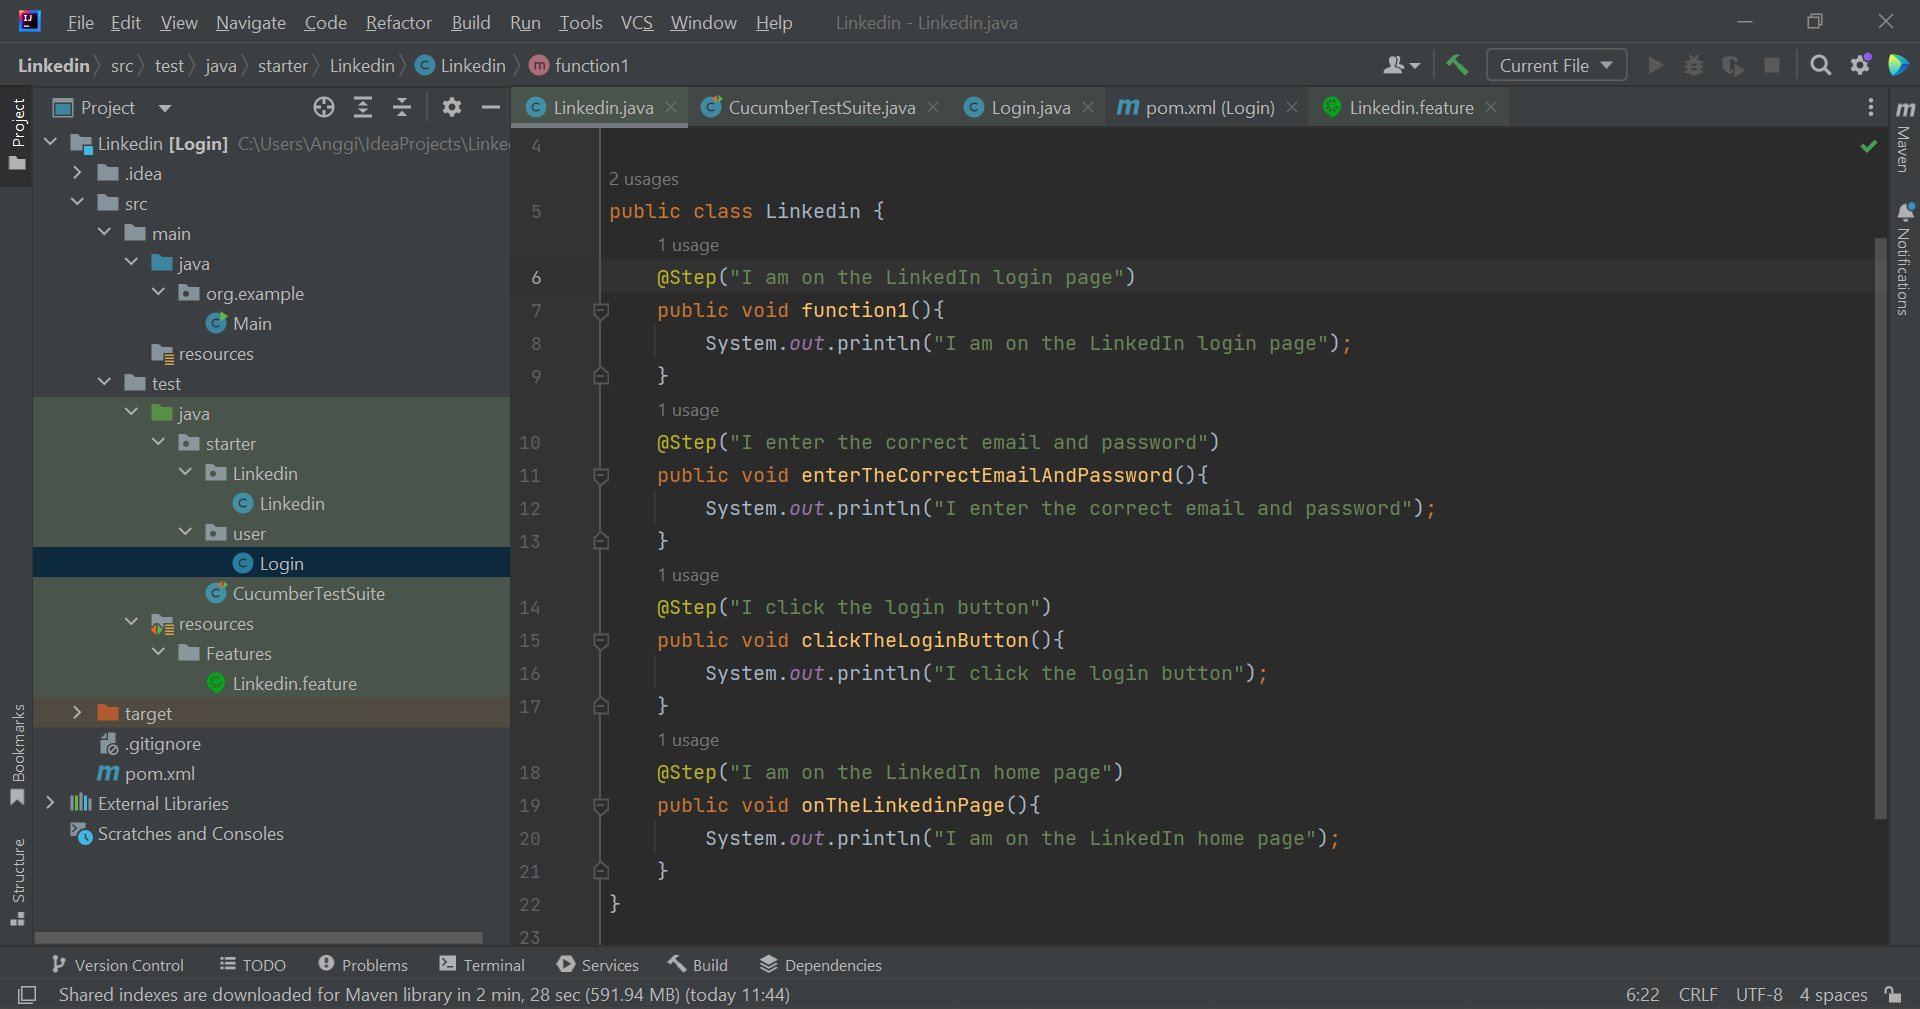 File Edit View Navigate Code Refactor Build Run Tools VCS Window Help Linkedin - Linkedin.java
Linkedin src test java starter Linkedin Linkedin function1 Current File
Project
Project
Linkedin.java CucumberTestSuite.java Login.java pom.xml (Login) Linkedin.feature
Linkedin [Login] C:\Users\Anggi\IdeaProjects\Linke
.idea
src
main
java
org.example
Main
resources
test
java
starter
Linkedin
Linkedin
user
Login
CucumberTestSuite
resources
Features
Linkedin.feature
target
.gitignore
pom.xml
External Libraries
Scratches and Consoles
Bookmarks
Structure
4
2 usages
5 public class Linkedin {
1 usage
6 @Step("I am on the LinkedIn login page")
7 public void function1(){
8 System.out.println("I am on the LinkedIn login page");
9 }
1 usage
10 @Step("I enter the correct email and password")
11 public void enterTheCorrectEmailAndPassword(){
12 System.out.println("I enter the correct email and password");
13 }
1 usage
14 @Step("I click the login button")
15 public void clickTheLoginButton(){
16 System.out.println("I click the login button");
17 }
1 usage
18 @Step("I am on the LinkedIn home page")
19 public void onTheLinkedinPage(){
20 System.out.println("I am on the LinkedIn home page");
21 }
22 }
23
Maven
Notifications
Version Control TODO Problems Terminal Services Build Dependencies
Shared indexes are downloaded for Maven library in 2 min, 28 sec (591.94 MB) (today 11:44) 6:22 CRLF UTF-8 4 spaces